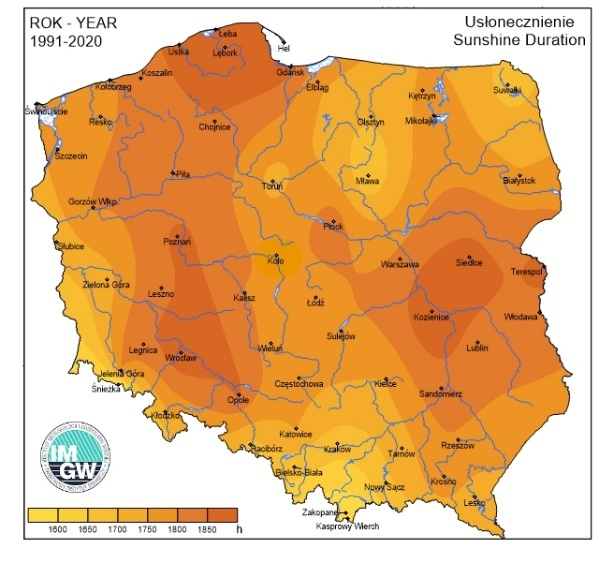 ROK - YEAR
1991-2020
Usłonecznienie
Sunshine Duration
Łeba
Hel
Ustka
Lębork
Gdańsk
Koszalin
Kołobrzeg
Elbląg
Kętrzyn
Suwałki
Świnoujście
Resko
Chojnice
Olsztyn
Mikołajki
Szczecin
Piła
Toruń
Mława
Białystok
Gorzów Wlkp.
Płock
Słubice
Poznań
Koło
Warszawa
Siedlce
Terespol
Zielona Góra
Leszno
Kalisz
Łódź
Kozienice
Włodawa
Legnica
Wrocław
Wieluń
Sulejów
Lublin
Jelenia Góra
Śnieżka
Opole
Częstochowa
Kielce
Sandomierz
Kłodzko
Katowice
Racibórz
Kraków
Tarnów
Rzeszów
Bielsko-Biała
Nowy Sącz
Krosno
Lesko
Zakopane
Kasprowy Wierch
IM
GW
1600 1650 1700 1750 1800 1850 h